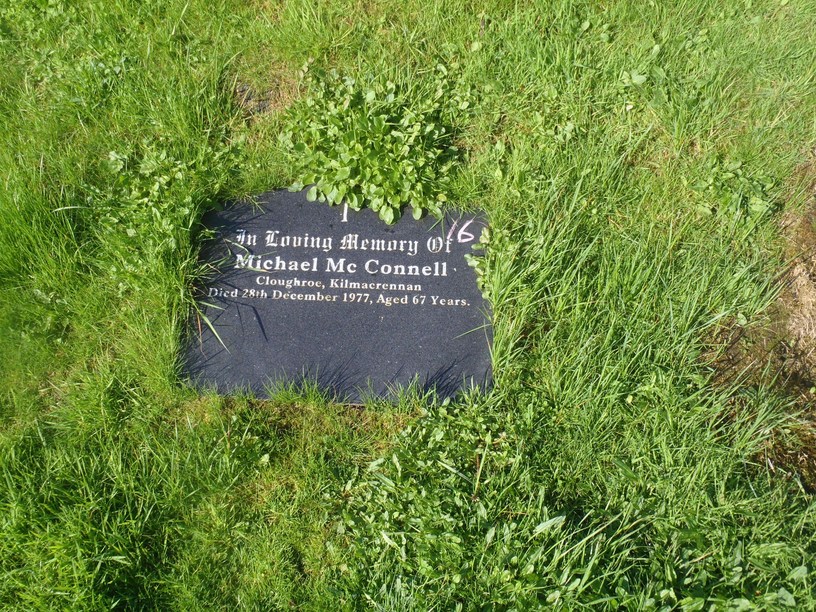 In Loving Memory Of
16
Michael Mc Connell
Cloughroe, Kilmacrennan
Died 28th December 1977, Aged 67 Years.